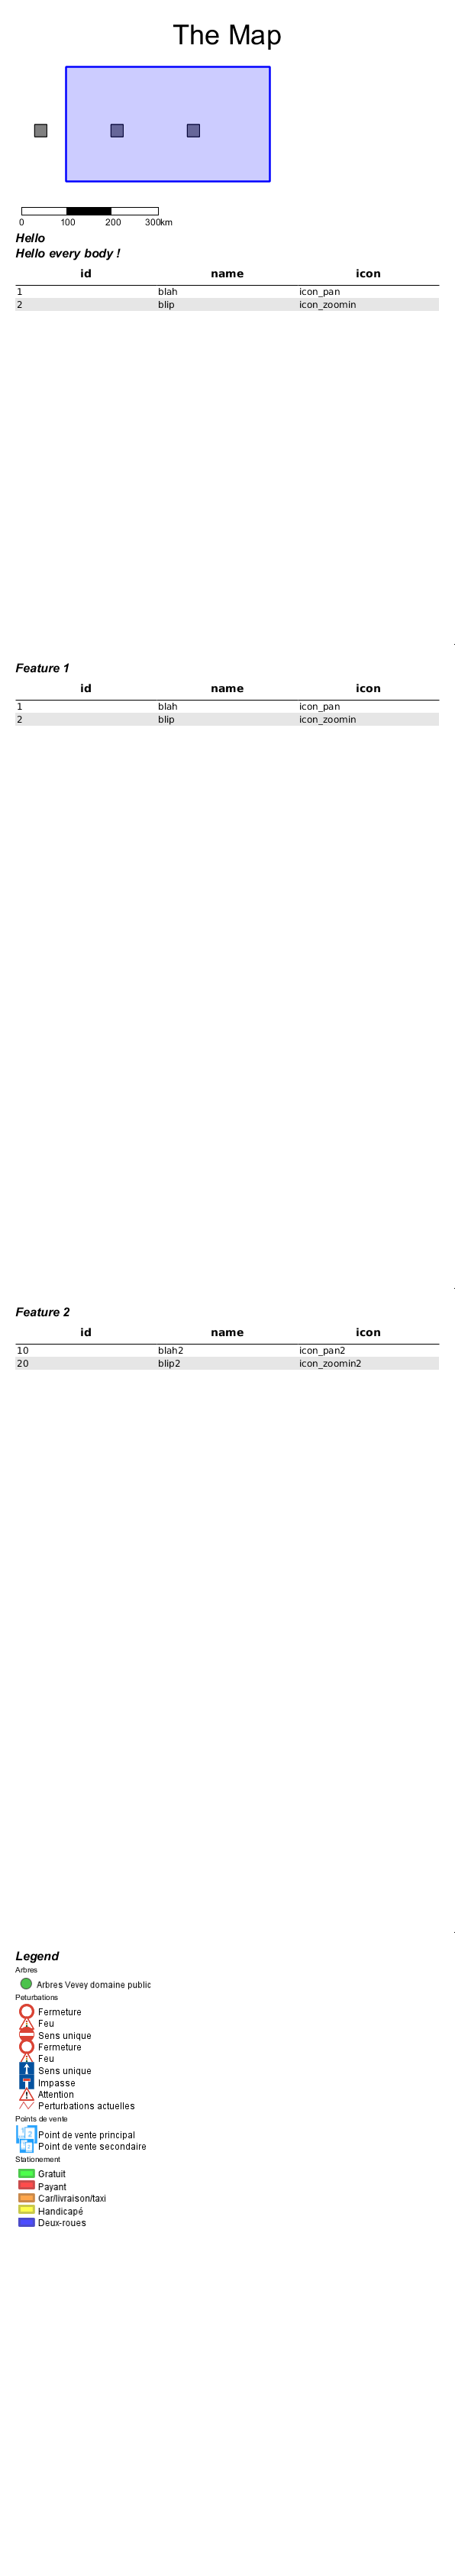 The Map
0 100 200 300km
Hello
Hello every body !
id name icon
1 blah icon_pan
2 blip icon_zoomin
Feature 1
id name icon
1 blah icon_pan
2 blip icon_zoomin
Feature 2
id name icon
10 blah2 icon_pan2
20 blip2 icon_zoomin2
Legend
Arbres
Arbres Vevey domaine public
Peturbations
Fermeture
Feu
Sens unique
Fermeture
Feu
Sens unique
Impasse
Attention
Perturbations actuelles
Points de vente
Point de vente principal
Point de vente secondaire
Stationement
Gratuit
Payant
Car/livraison/taxi
Handicapé
Deux-roues